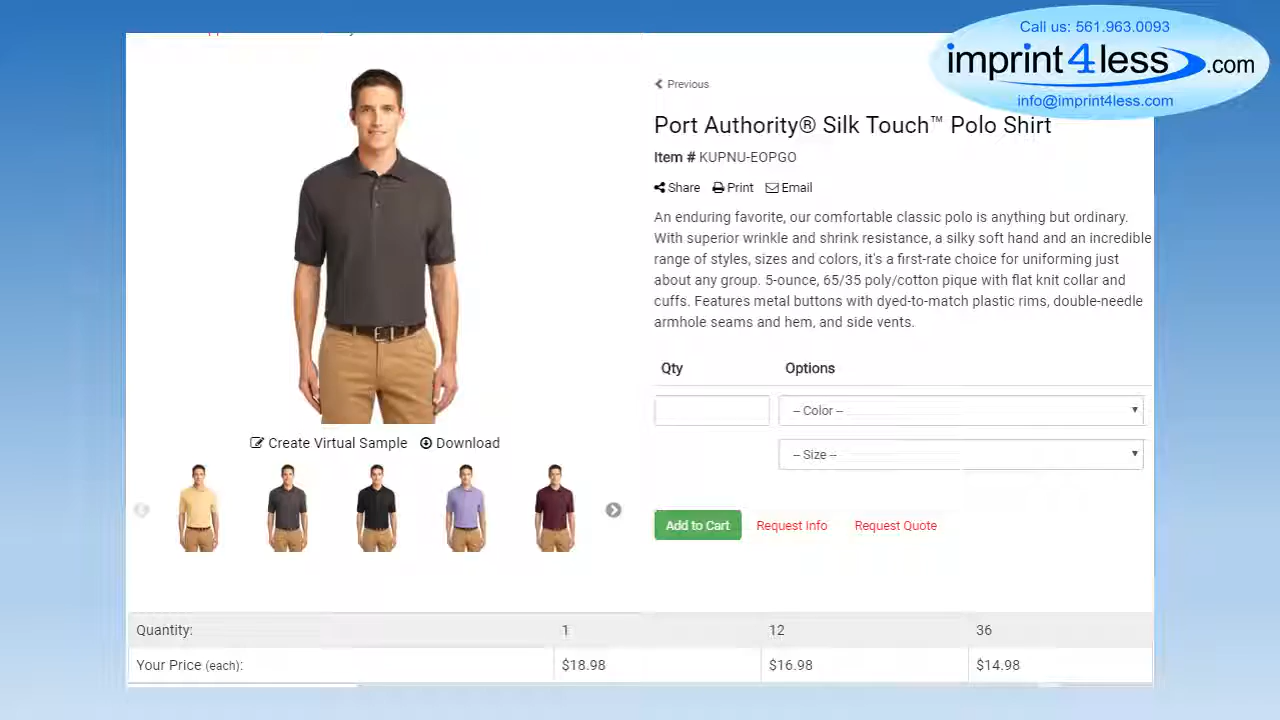 Call us: 561.963.0093
imprint4less.com
info@imprint4less.com
Previous
Port Authority® Silk Touch™ Polo Shirt
Item # KUPNU-EOPGO
Share Print Email
An enduring favorite, our comfortable classic polo is anything but ordinary.
With superior wrinkle and shrink resistance, a silky soft hand and an incredible
range of styles, sizes and colors, it's a first-rate choice for uniforming just
about any group. 5-ounce, 65/35 poly/cotton pique with flat knit collar and
cuffs. Features metal buttons with dyed-to-match plastic rims, double-needle
armhole seams and hem, and side vents.
Qty Options
-- Color --
-- Size --
Create Virtual Sample Download
Add to Cart Request Info Request Quote
Quantity: 1 12 36
Your Price (each): $18.98 $16.98 $14.98